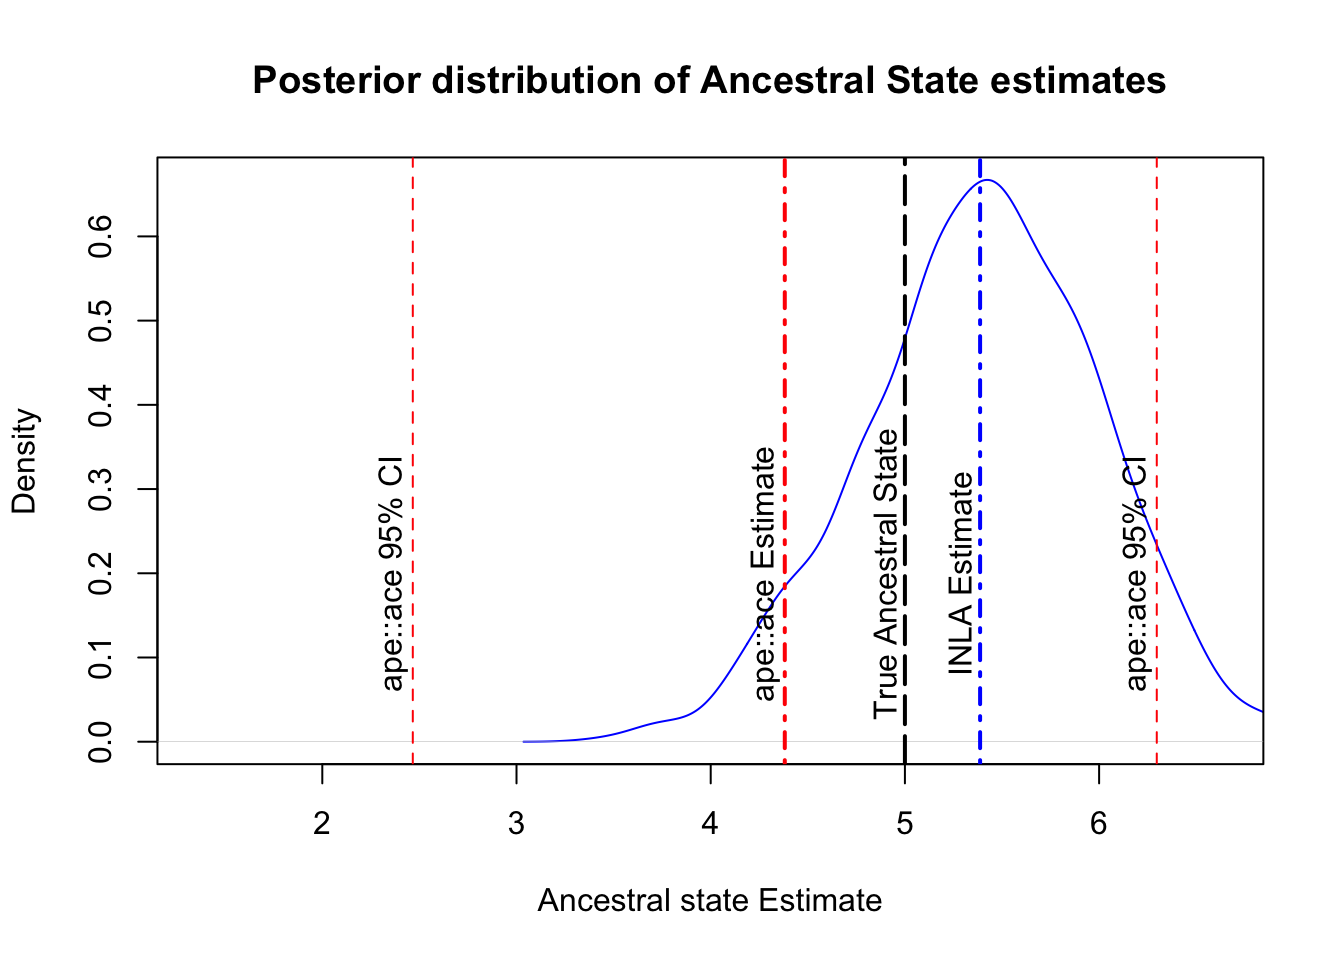 Posterior distribution of Ancestral State estimates
Density
0.0
0.1
0.2
0.3
0.4
0.5
0.6
ape::ace 95% CI
ape::ace Estimate
True Ancestral State
INLA Estimate
ape::ace 95% CI
2
3
4
5
6
Ancestral state Estimate